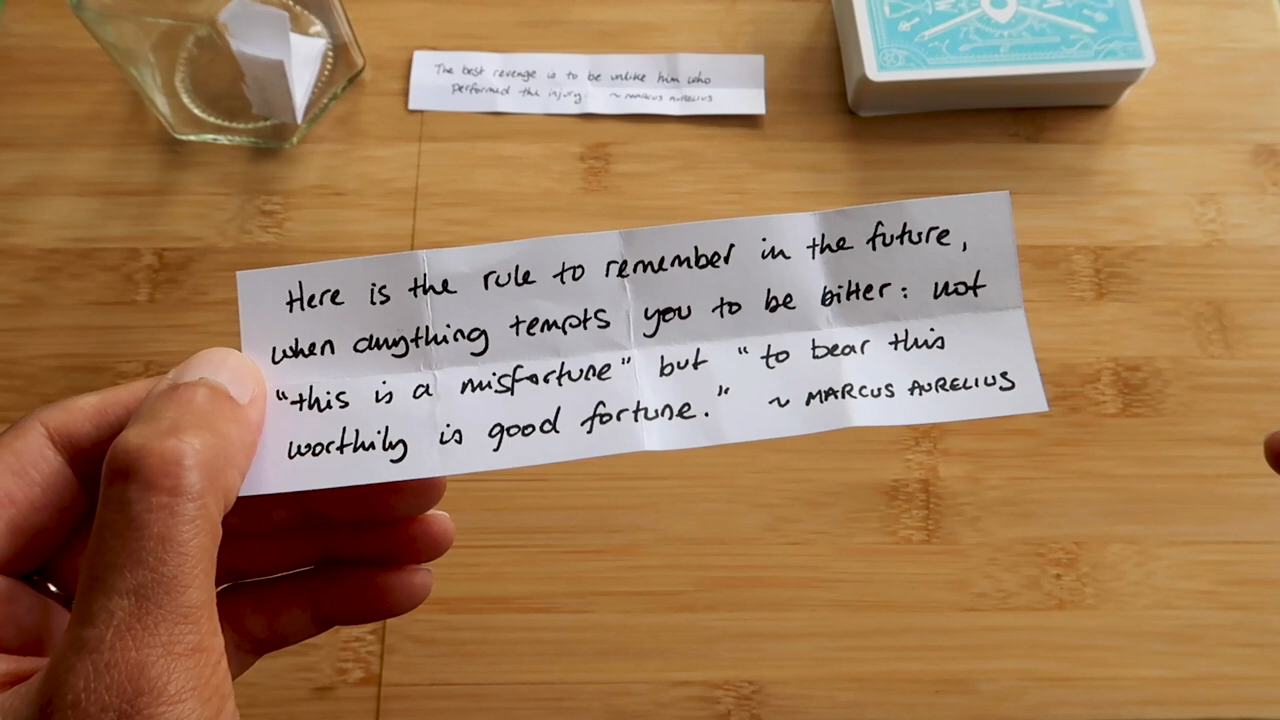 The best revenge is to be unlike him who
performed the injury. ~ MARCUS AURELIUS
Here is the rule to remember in the future,
when anything tempts you to be bitter: not
"this is a misfortune" but "to bear this
worthily is good fortune." ~ MARCUS AURELIUS